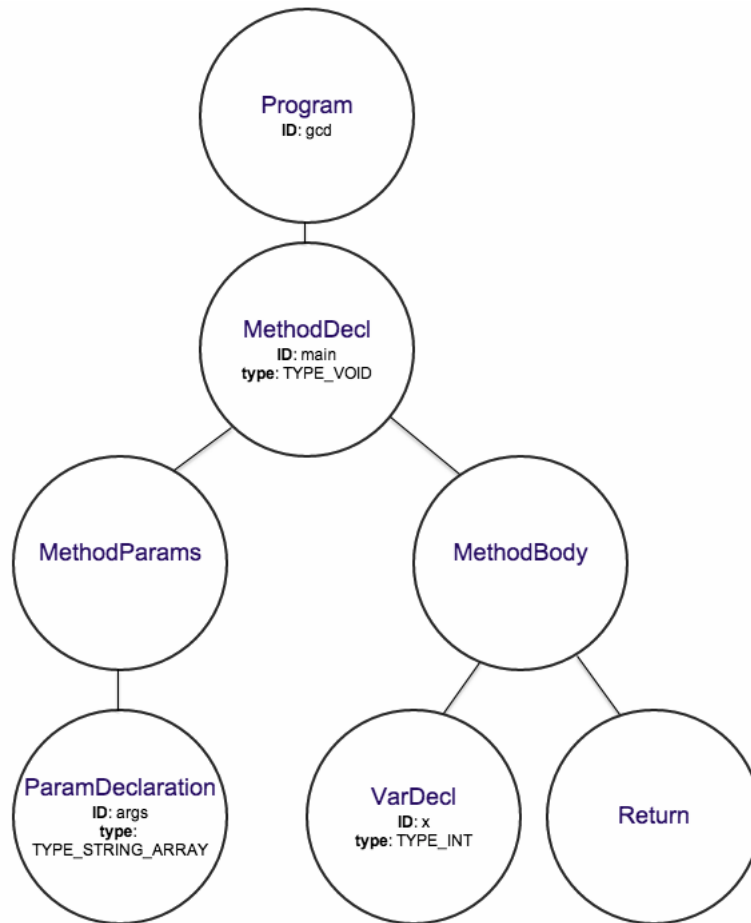 Program
ID: gcd
MethodDecl
ID: main
type: TYPE_VOID
MethodParams
MethodBody
ParamDeclaration
ID: args
type:
TYPE_STRING_ARRAY
VarDecl
ID: x
type: TYPE_INT
Return